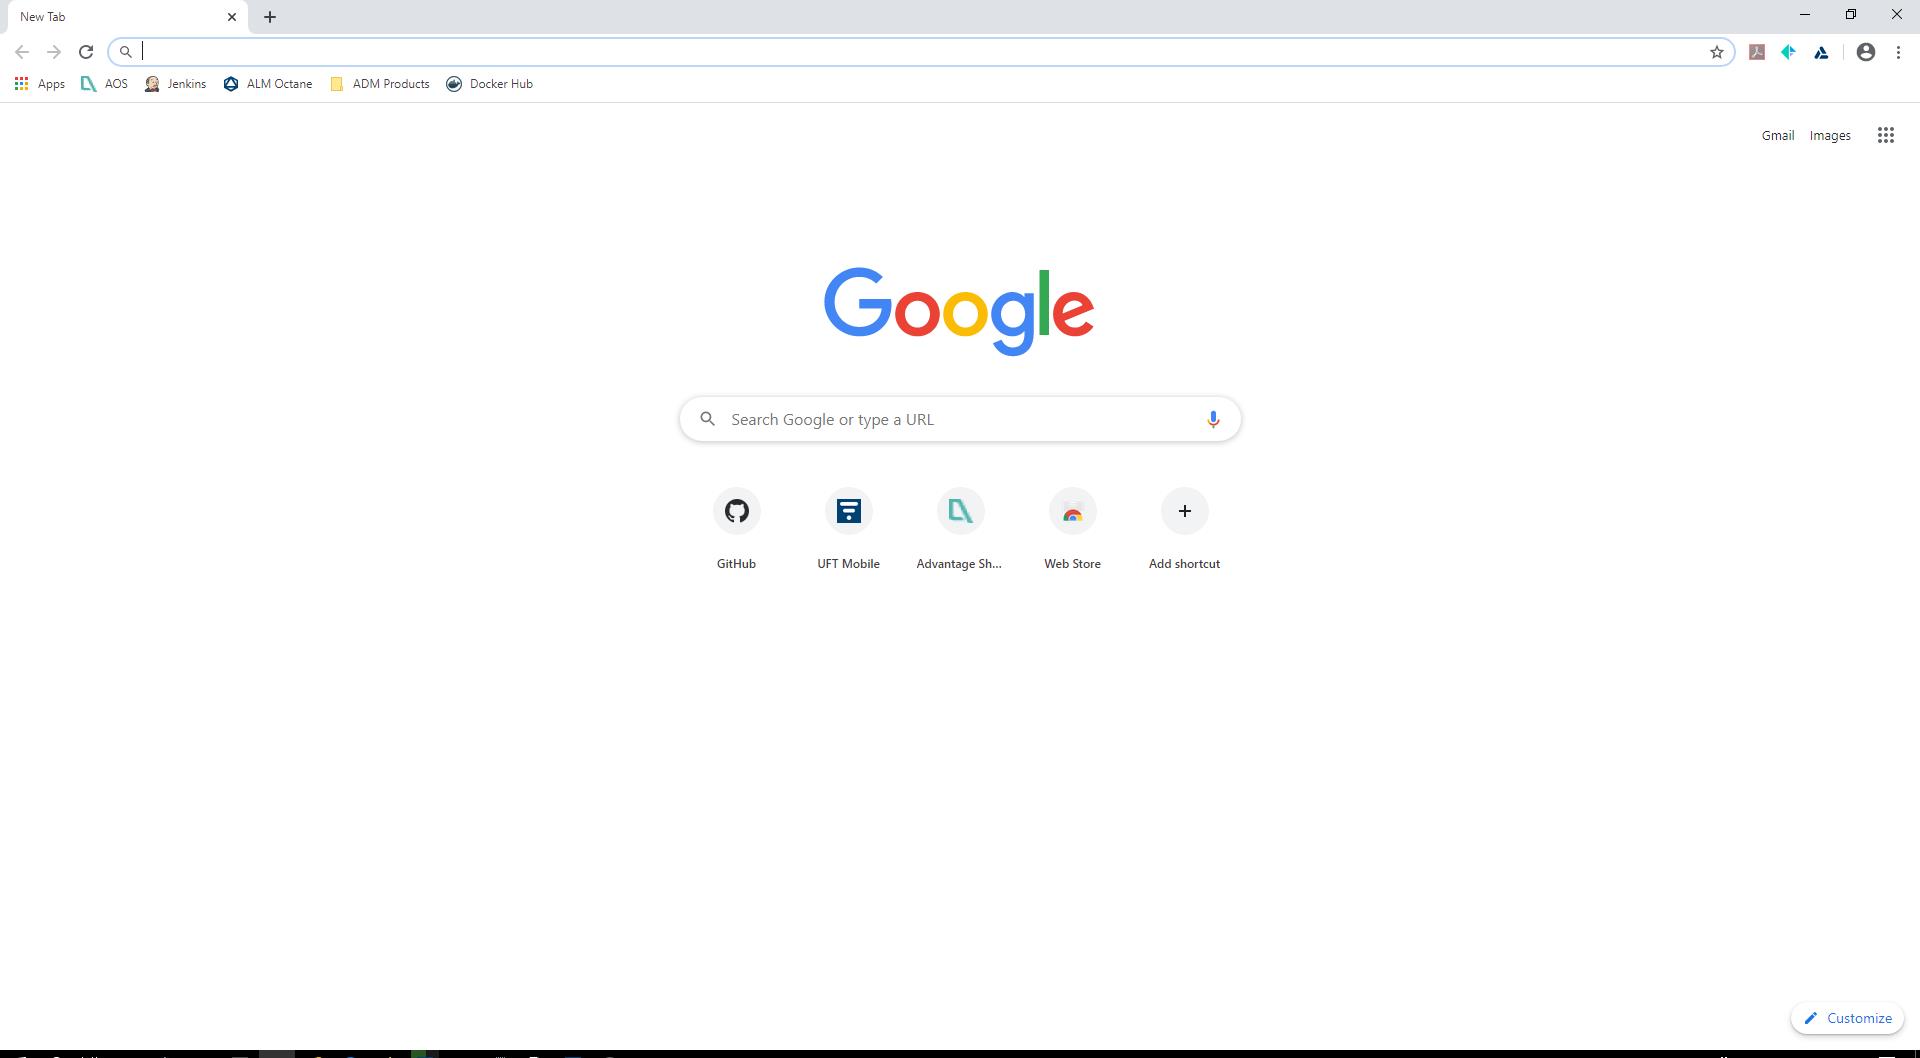 New Tab
Apps AOS Jenkins ALM Octane ADM Products Docker Hub
Gmail Images
Google
Search Google or type a URL
GitHub UFT Mobile Advantage Sh... Web Store Add shortcut
Customize